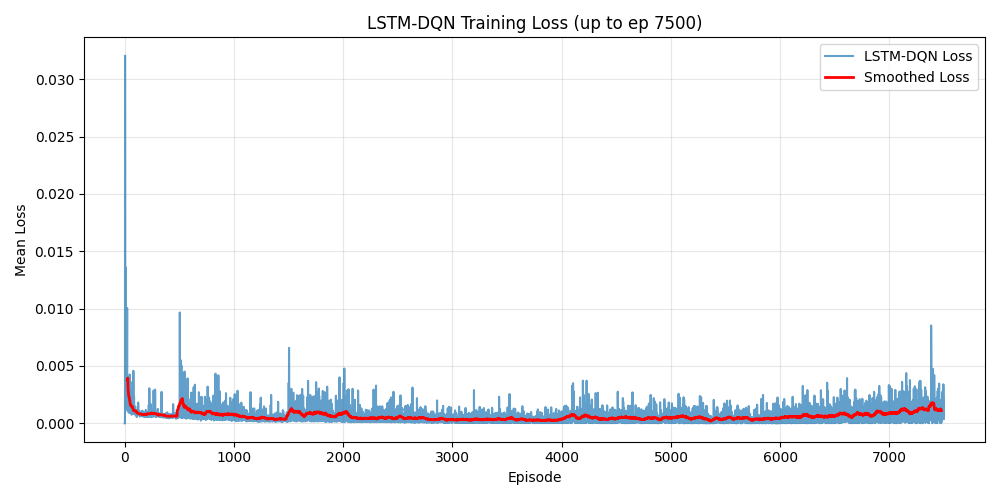 LSTM-DQN Training Loss (up to ep 7500)
LSTM-DQN Loss
Smoothed Loss
Mean Loss
0.030
0.025
0.020
0.015
0.010
0.005
0.000
0 1000 2000 3000 4000 5000 6000 7000
Episode